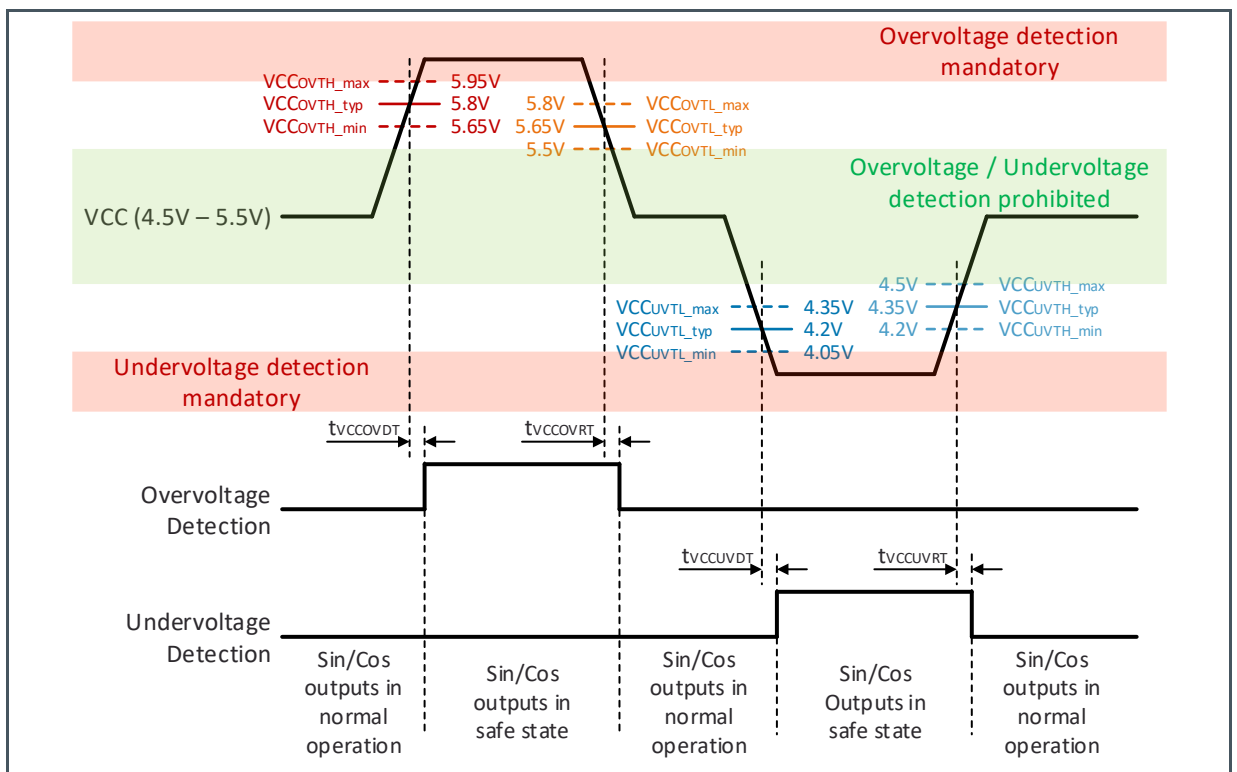 Overvoltage detection
mandatory
VCCOVTH_max 5.95V
VCCOVTH_typ 5.8V 5.8V VCCOVTL_max
VCCOVTH_min 5.65V 5.65V VCCOVTL_typ
5.5V VCCOVTL_min
Overvoltage / Undervoltage
detection prohibited
VCC (4.5V – 5.5V)
4.5V VCCUVTH_max
VCCUVTL_max 4.35V 4.35V VCCUVTH_typ
VCCUVTL_typ 4.2V 4.2V VCCUVTH_min
VCCUVTL_min 4.05V
Undervoltage detection
mandatory
tVCCOVDT tVCCOVRT
Overvoltage
Detection
tVCCUVDT tVCCUVRT
Undervoltage
Detection
Sin/Cos
outputs in
normal
operation
Sin/Cos
outputs in
safe state
Sin/Cos
outputs in
normal
operation
Sin/Cos
Outputs in
safe state
Sin/Cos
outputs in
normal
operation